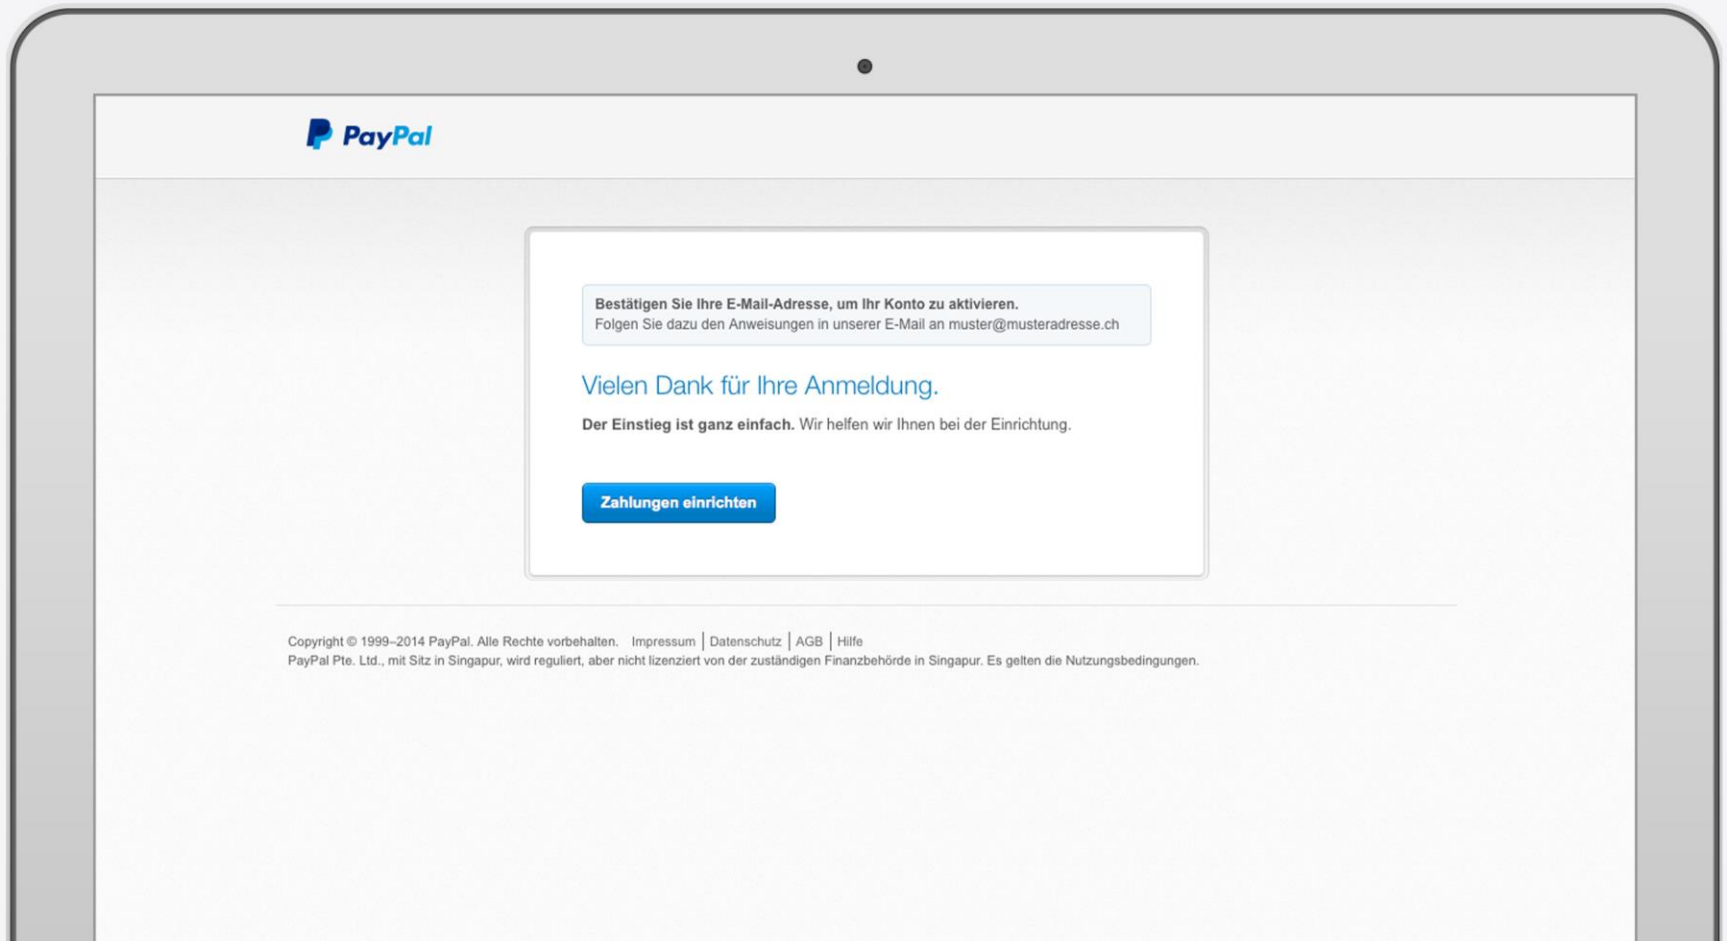 PayPal
Bestätigen Sie Ihre E-Mail-Adresse, um Ihr Konto zu aktivieren.
Folgen Sie dazu den Anweisungen in unserer E-Mail an muster@musteradresse.ch
Vielen Dank für Ihre Anmeldung.
Der Einstieg ist ganz einfach. Wir helfen wir Ihnen bei der Einrichtung.
Zahlungen einrichten
Copyright © 1999–2014 PayPal. Alle Rechte vorbehalten. Impressum | Datenschutz | AGB | Hilfe
PayPal Pte. Ltd., mit Sitz in Singapur, wird reguliert, aber nicht lizenziert von der zuständigen Finanzbehörde in Singapur. Es gelten die Nutzungsbedingungen.